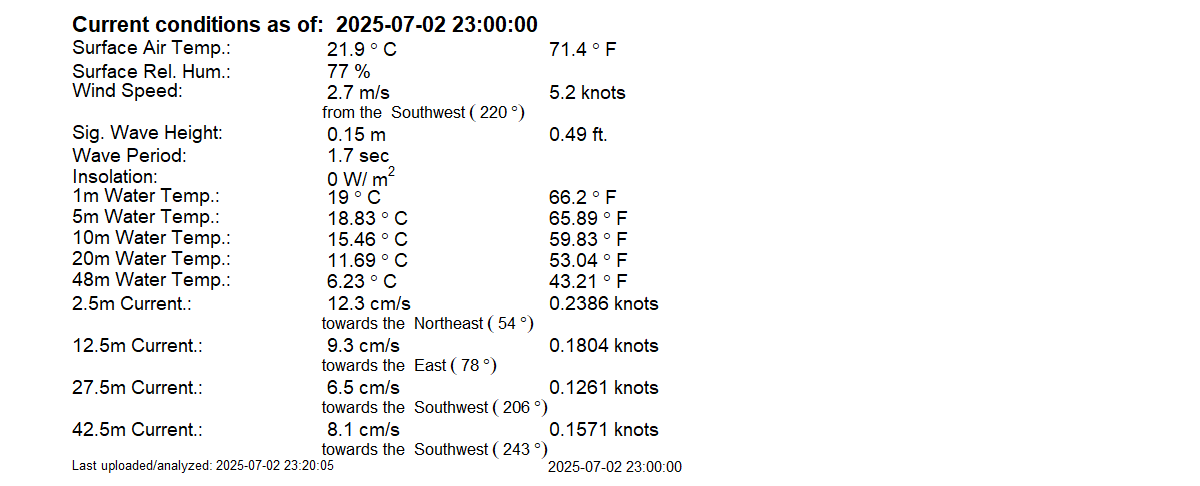 Current conditions as of: 2025-07-02 23:00:00
Surface Air Temp.: 21.9 ° C 71.4 ° F
Surface Rel. Hum.: 77 %
Wind Speed: 2.7 m/s 5.2 knots
from the Southwest ( 220 °)
Sig. Wave Height: 0.15 m 0.49 ft.
Wave Period: 1.7 sec
Insolation: 0 W/ m²
1m Water Temp.: 19 ° C 66.2 ° F
5m Water Temp.: 18.83 ° C 65.89 ° F
10m Water Temp.: 15.46 ° C 59.83 ° F
20m Water Temp.: 11.69 ° C 53.04 ° F
48m Water Temp.: 6.23 ° C 43.21 ° F
2.5m Current.: 12.3 cm/s 0.2386 knots
towards the Northeast ( 54 °)
12.5m Current.: 9.3 cm/s 0.1804 knots
towards the East ( 78 °)
27.5m Current.: 6.5 cm/s 0.1261 knots
towards the Southwest ( 206 °)
42.5m Current.: 8.1 cm/s 0.1571 knots
towards the Southwest ( 243 °)
Last uploaded/analyzed: 2025-07-02 23:20:05 2025-07-02 23:00:00